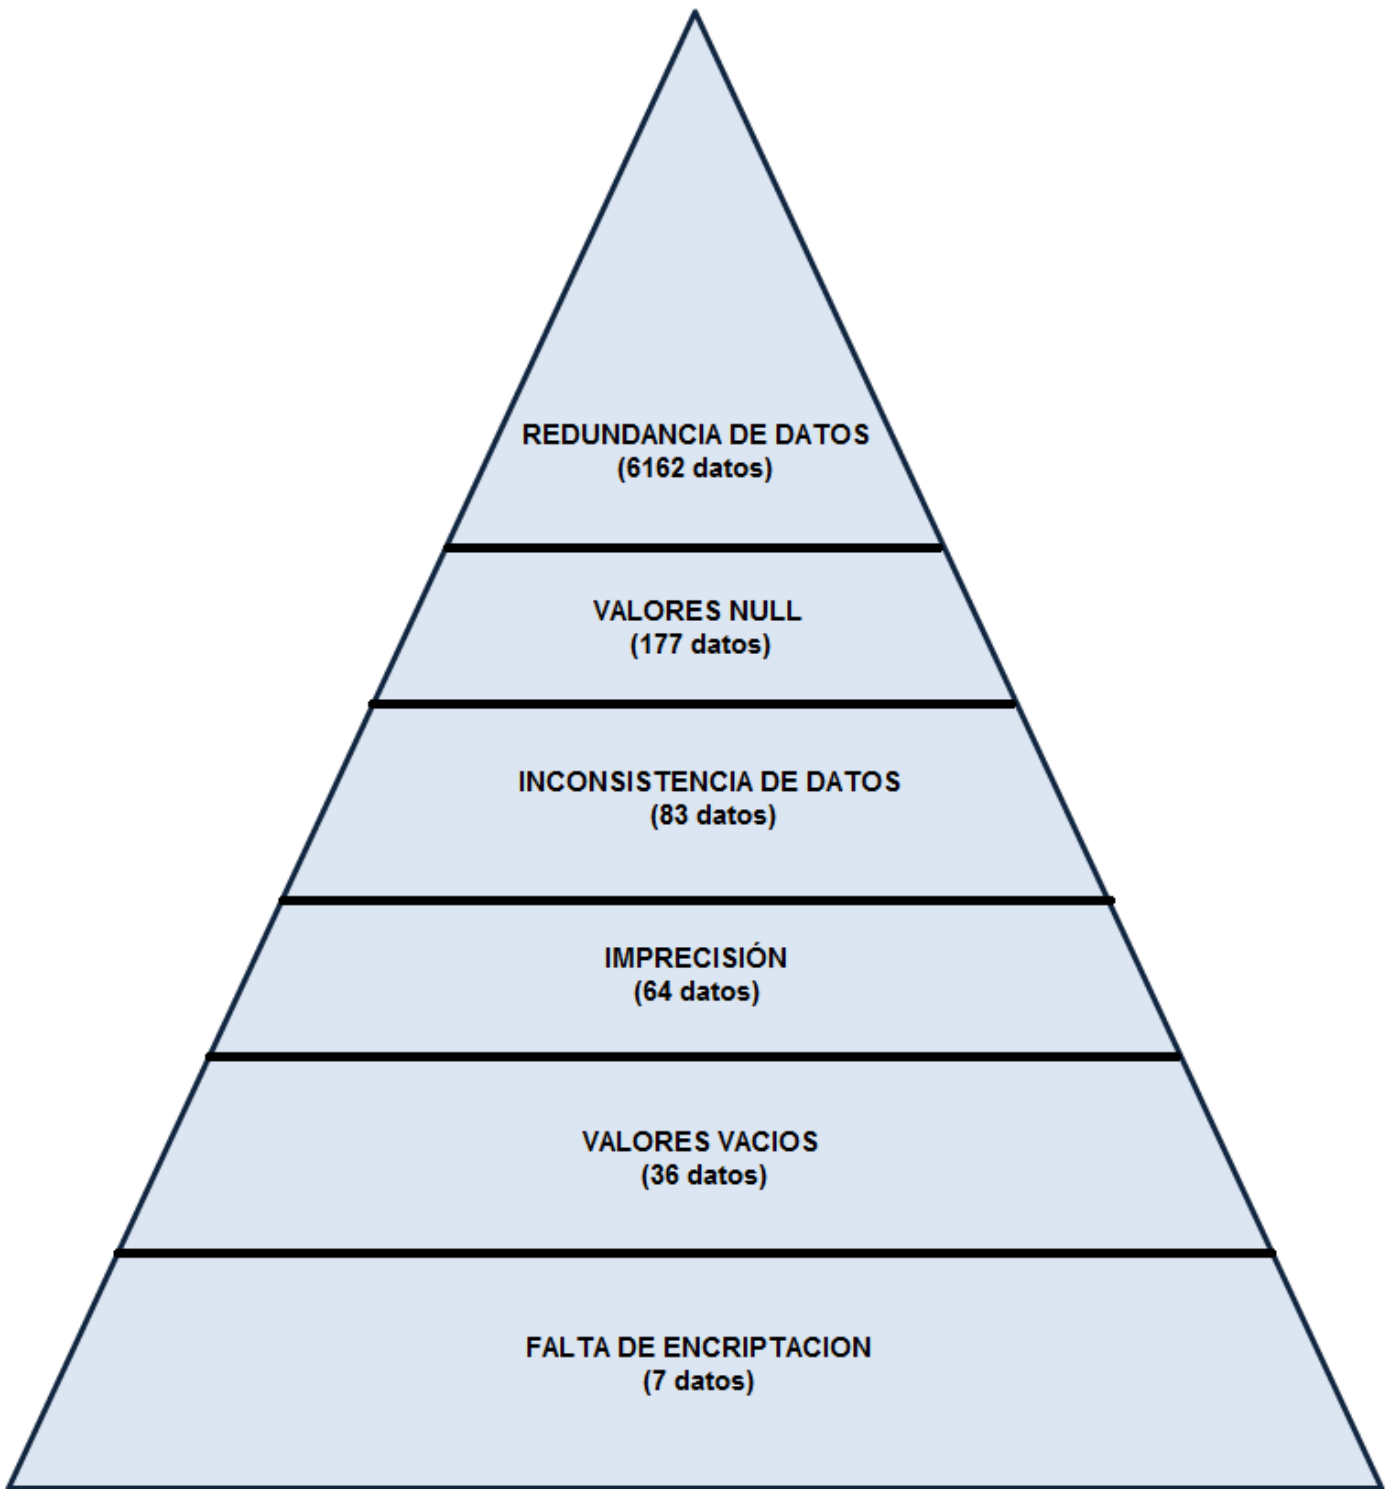 REDUNDANCIA DE DATOS
(6162 datos)
VALORES NULL
(177 datos)
INCONSISTENCIA DE DATOS
(83 datos)
IMPRECISIÓN
(64 datos)
VALORES VACIOS
(36 datos)
FALTA DE ENCRIPTACION
(7 datos)